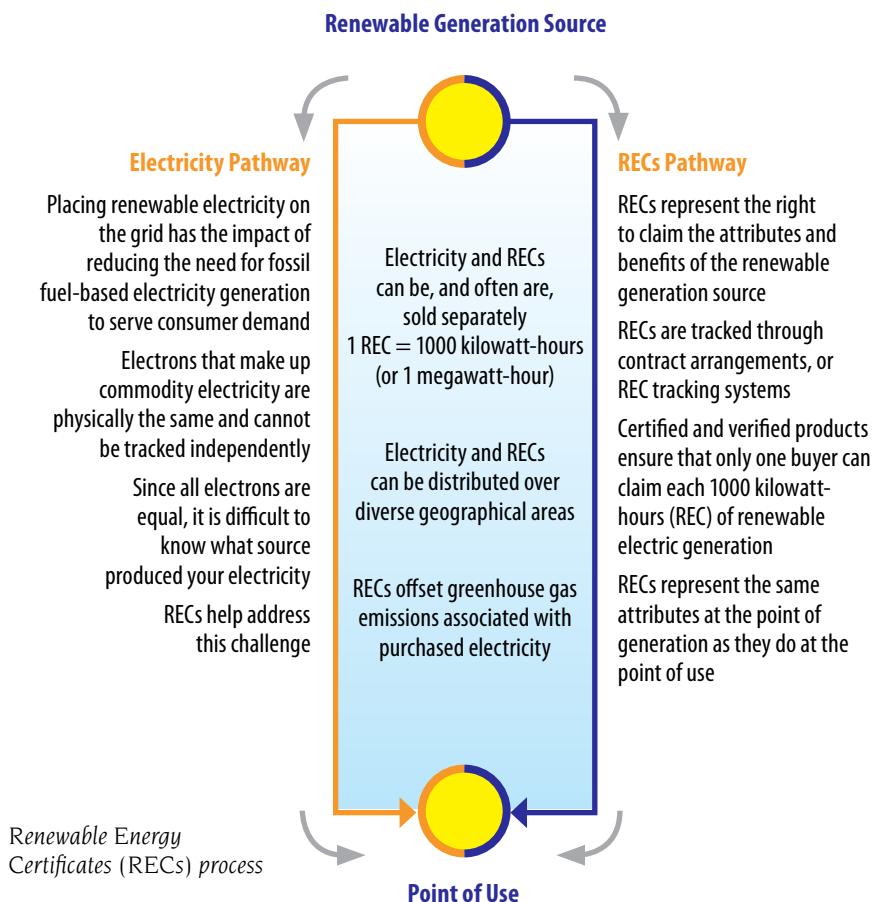 Renewable Generation Source
Electricity Pathway
Placing renewable electricity on
the grid has the impact of
reducing the need for fossil
fuel-based electricity generation
to serve consumer demand
Electrons that make up
commodity electricity are
physically the same and cannot
be tracked independently
Since all electrons are
equal, it is difficult to
know what source
produced your electricity
RECs help address
this challenge
Electricity and RECs
can be, and often are,
sold separately
1 REC = 1000 kilowatt-hours
(or 1 megawatt-hour)
Electricity and RECs
can be distributed over
diverse geographical areas
RECs offset greenhouse gas
emissions associated with
purchased electricity
RECs Pathway
RECs represent the right
to claim the attributes and
benefits of the renewable
generation source
RECs are tracked through
contract arrangements, or
REC tracking systems
Certified and verified products
ensure that only one buyer can
claim each 1000 kilowatt-
hours (REC) of renewable
electric generation
RECs represent the same
attributes at the point of
generation as they do at the
point of use
Renewable Energy
Certificates (RECs) process
Point of Use